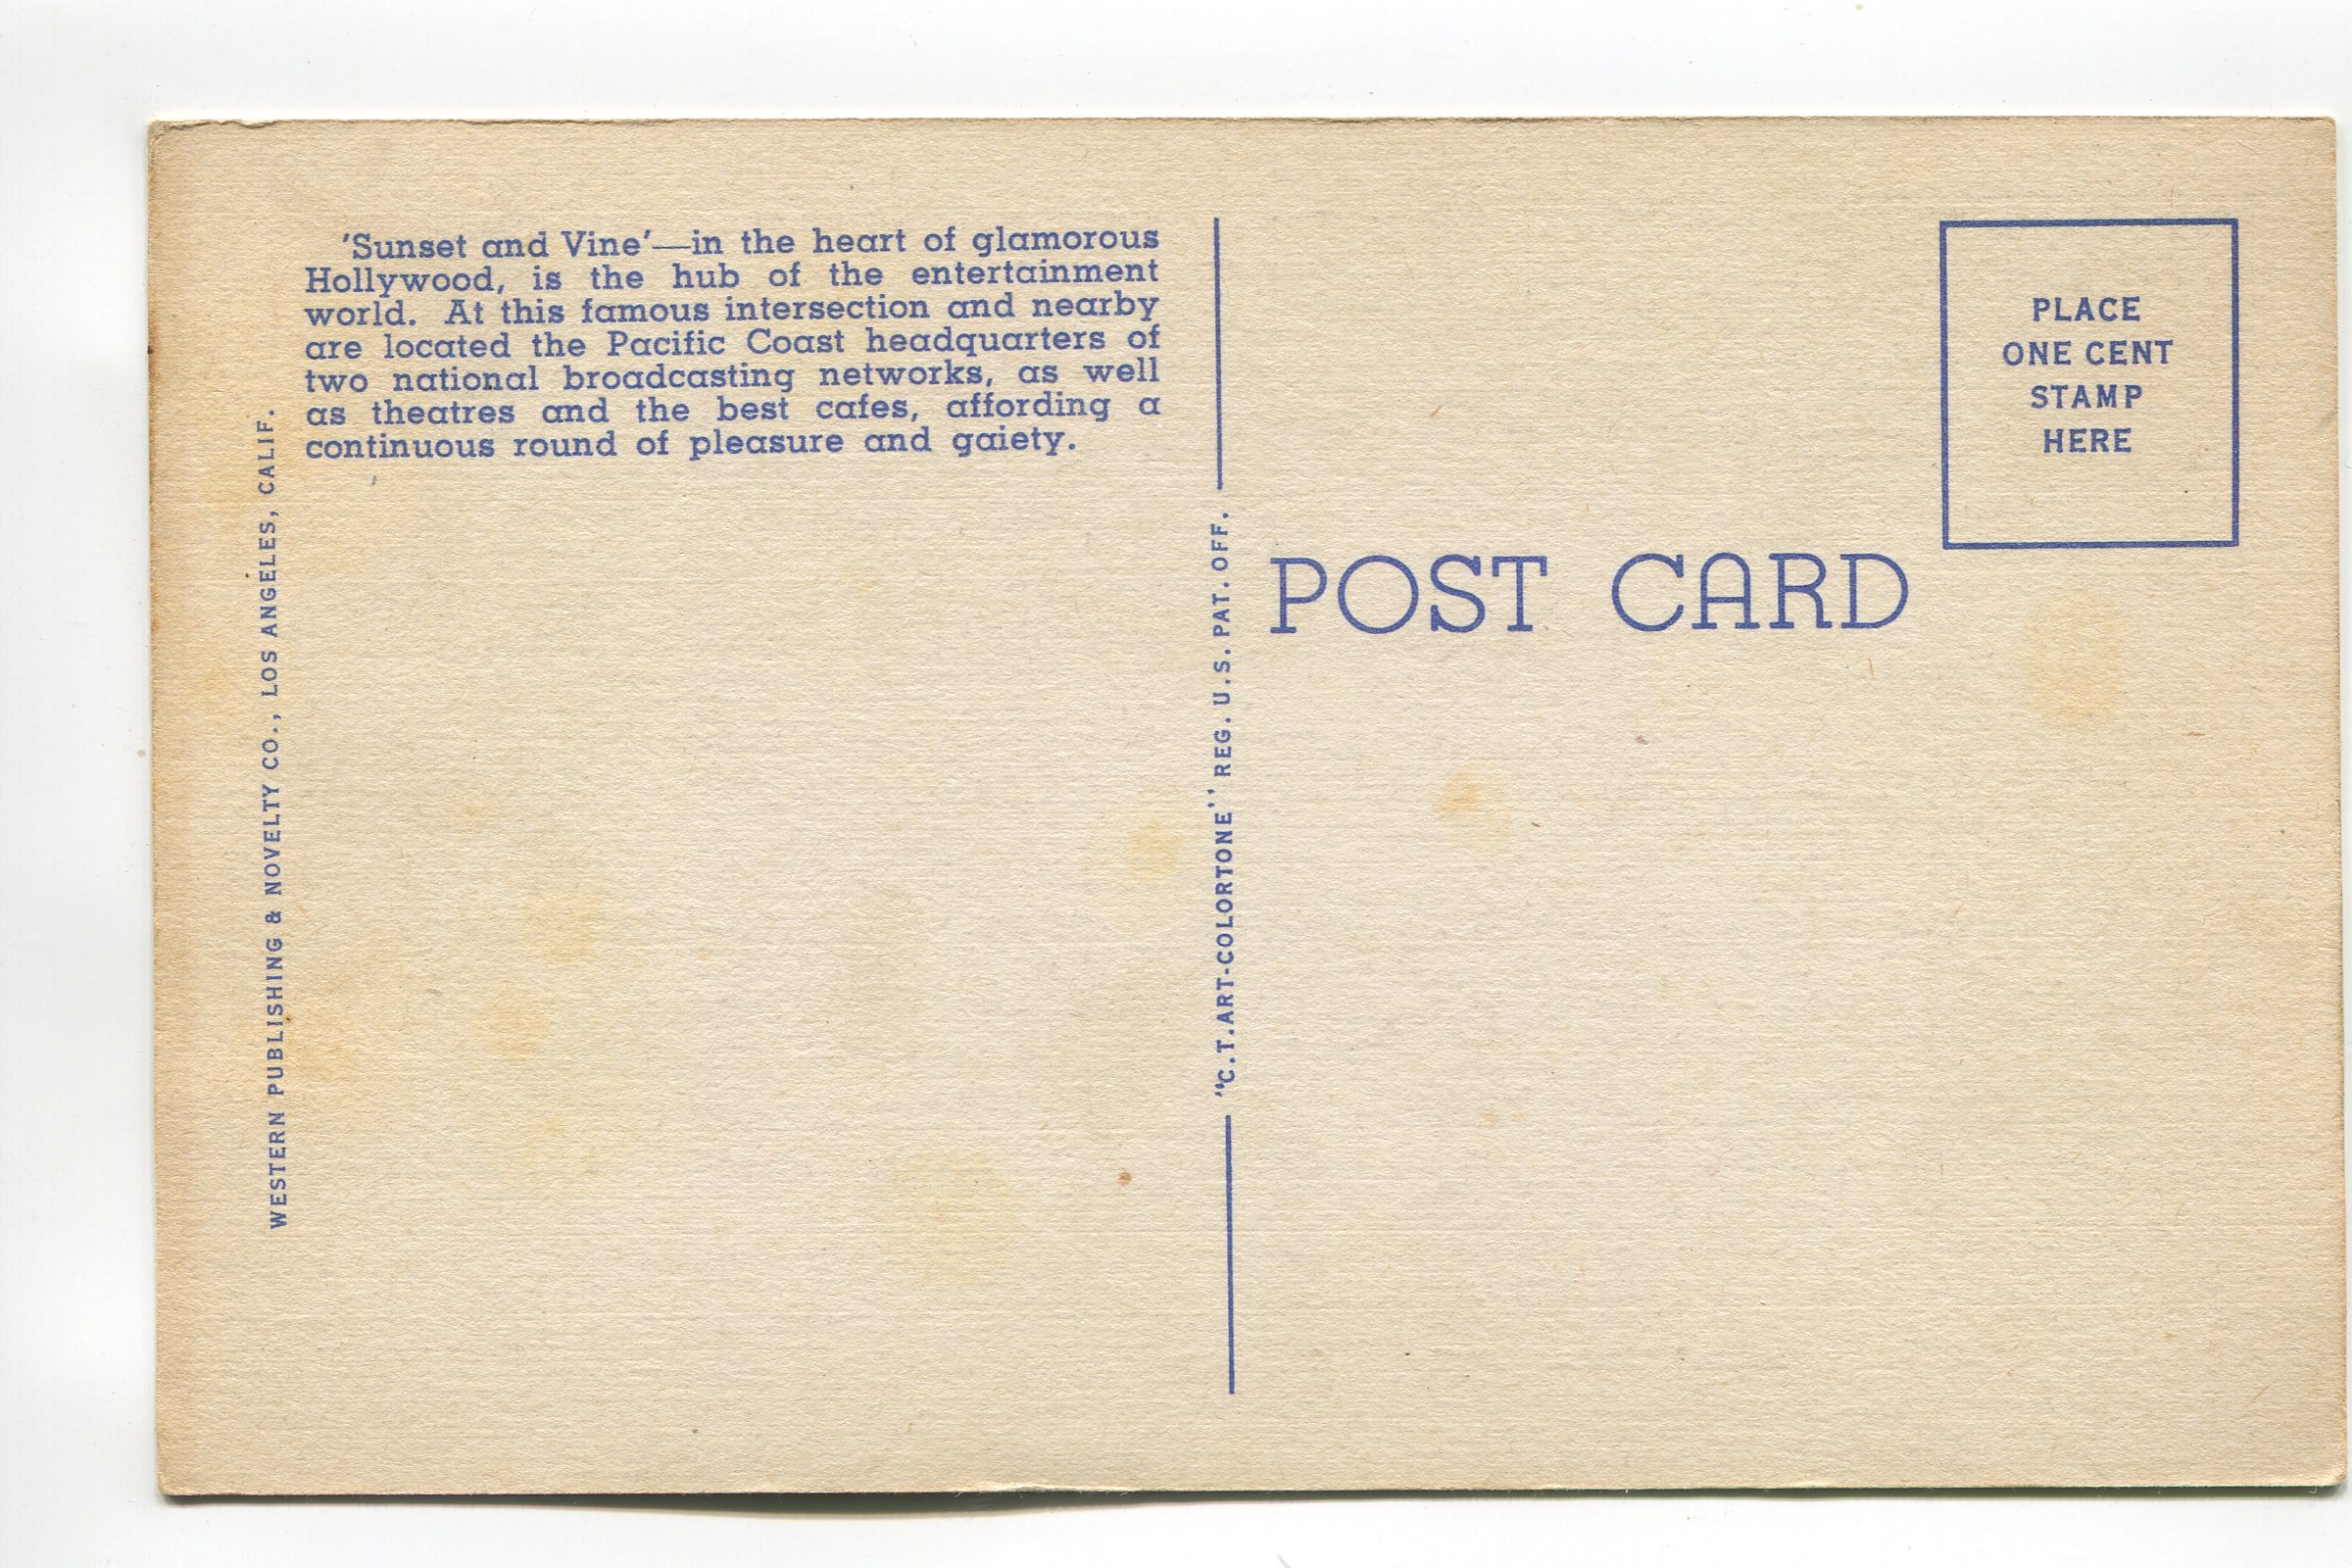 'Sunset and Vine'—in the heart of glamorous
Hollywood, is the hub of the entertainment
world. At this famous intersection and nearby
are located the Pacific Coast headquarters of
two national broadcasting networks, as well
as theatres and the best cafes, affording a
continuous round of pleasure and gaiety.
WESTERN PUBLISHING & NOVELTY CO., LOS ANGELES, CALIF.
"C.T.ART-COLORTONE" REG. U.S. PAT. OFF.
POST CARD
PLACE
ONE CENT
STAMP
HERE